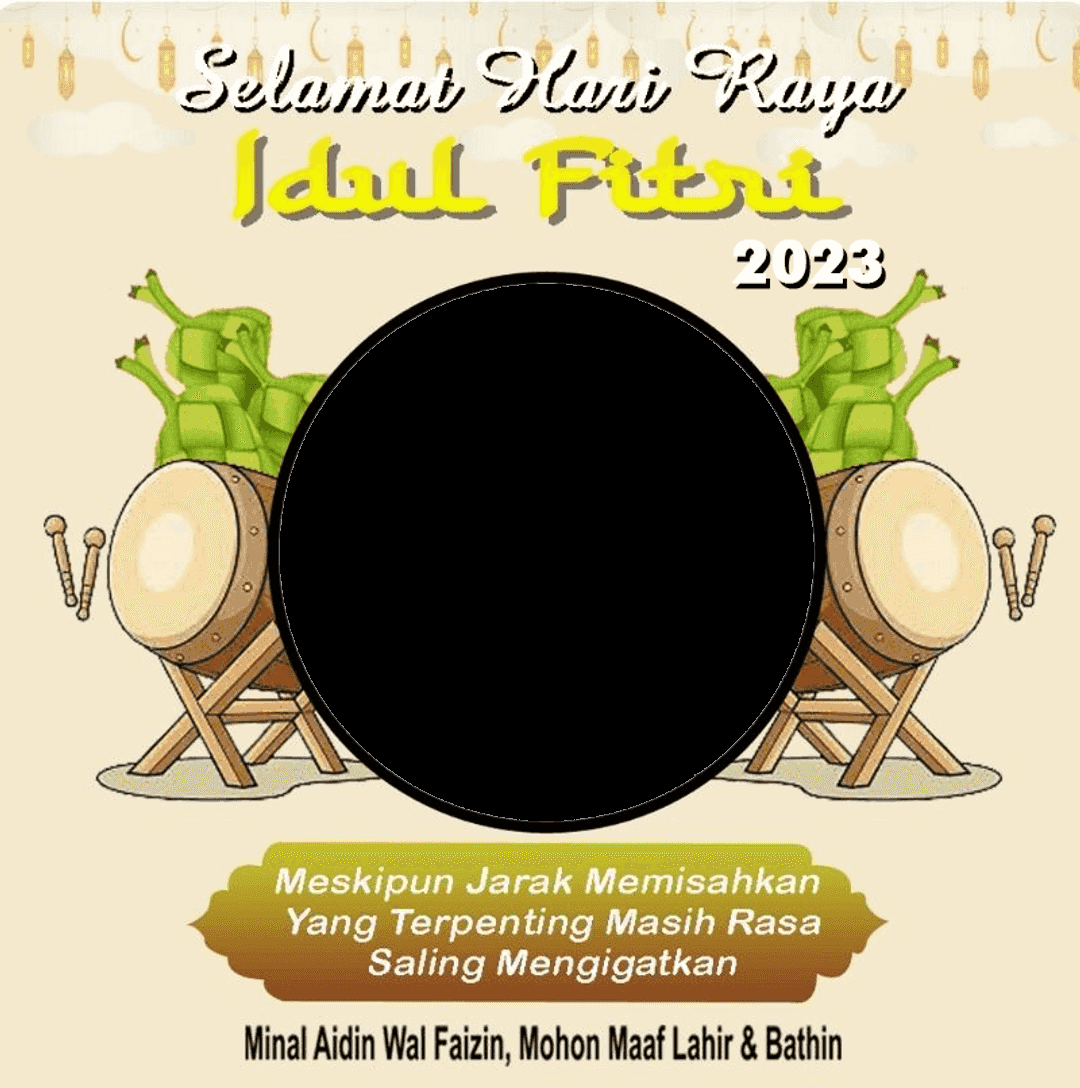 Selamat Hari Raya
Idul Fitri
2023
Meskipun Jarak Memisahkan
Yang Terpenting Masih Rasa
Saling Mengigatkan
Minal Aidin Wal Faizin, Mohon Maaf Lahir & Bathin